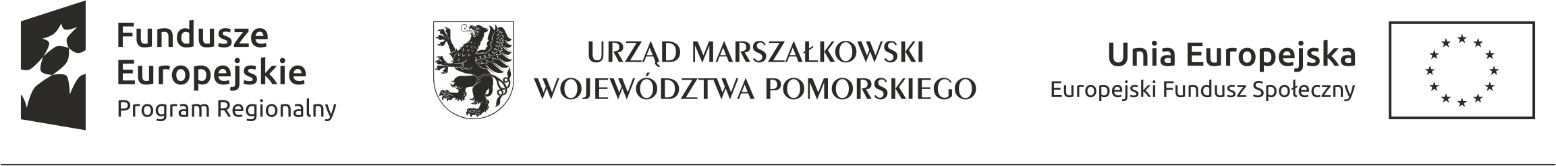 Fundusze
Europejskie
Program Regionalny
URZĄD MARSZAŁKOWSKI
WOJEWÓDZTWA POMORSKIEGO
Unia Europejska
Europejski Fundusz Społeczny